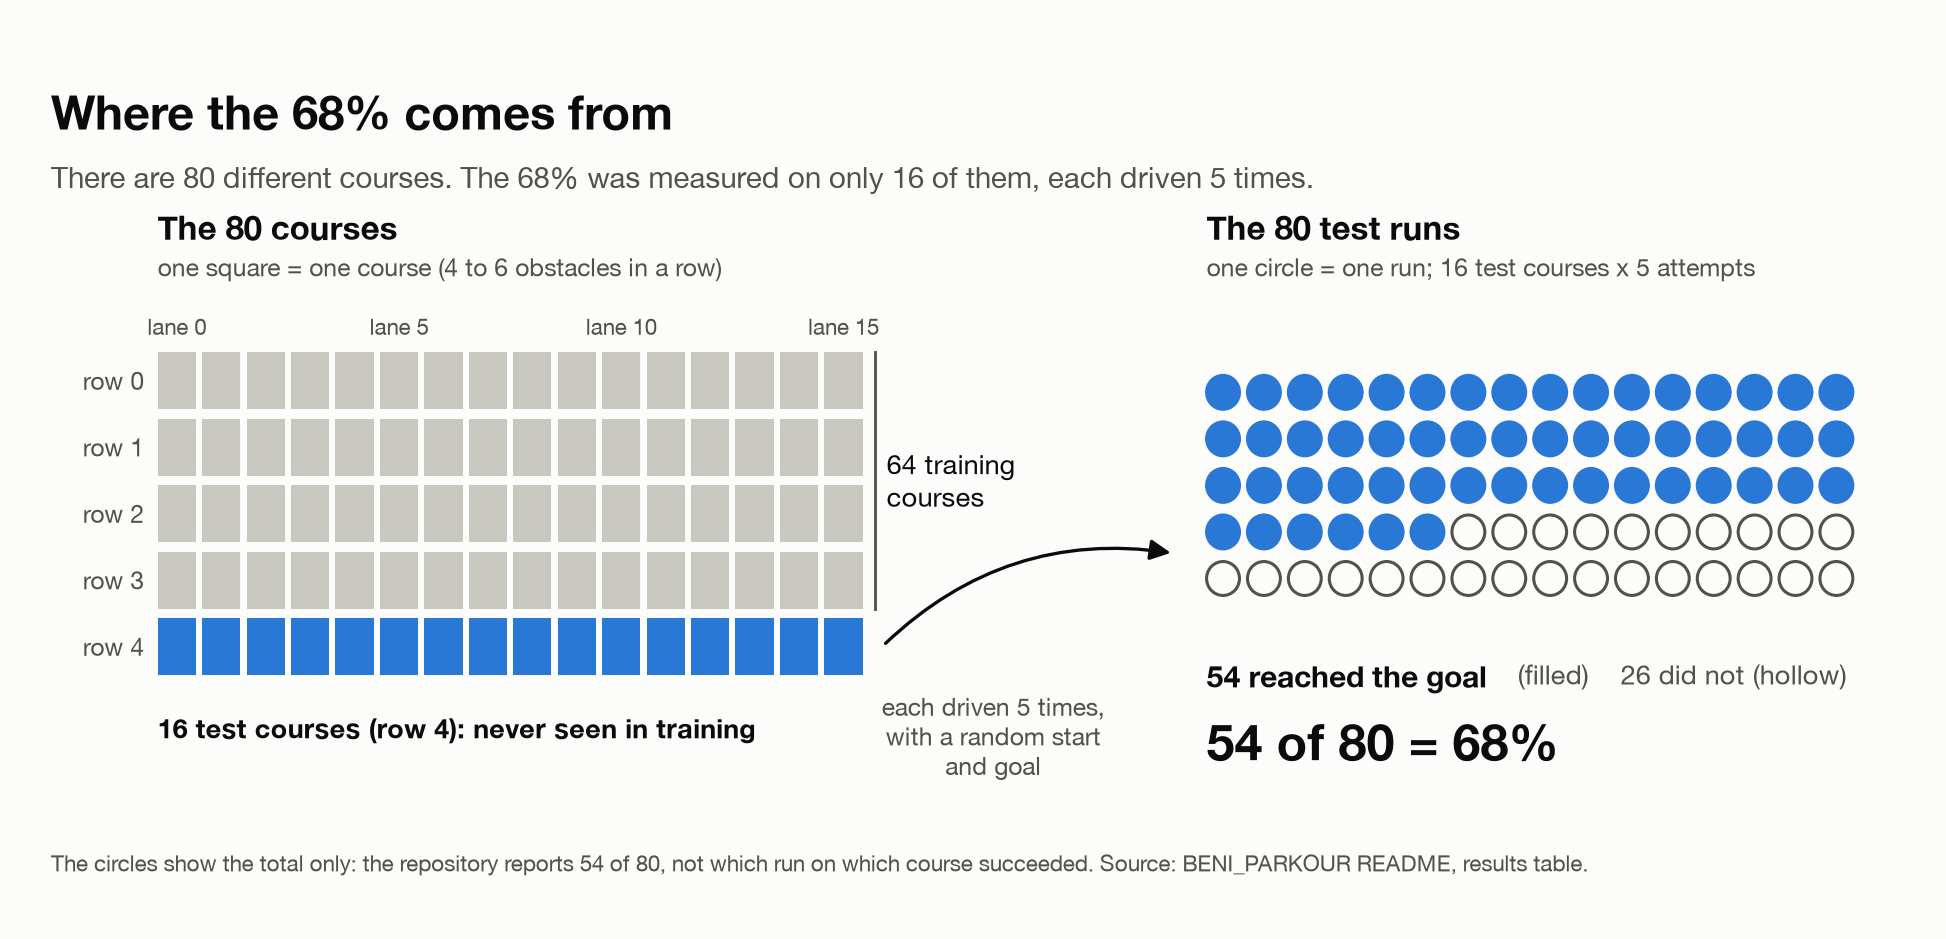 Where the 68% comes from
There are 80 different courses. The 68% was measured on only 16 of them, each driven 5 times.
The 80 courses
one square = one course (4 to 6 obstacles in a row)
lane 0
lane 5
lane 10
lane 15
row 0
row 1
row 2
row 3
row 4
64 training
courses
16 test courses (row 4): never seen in training
each driven 5 times,
with a random start
and goal
The 80 test runs
one circle = one run; 16 test courses x 5 attempts
54 reached the goal (filled) 26 did not (hollow)
54 of 80 = 68%
The circles show the total only: the repository reports 54 of 80, not which run on which course succeeded. Source: BENI_PARKOUR README, results table.